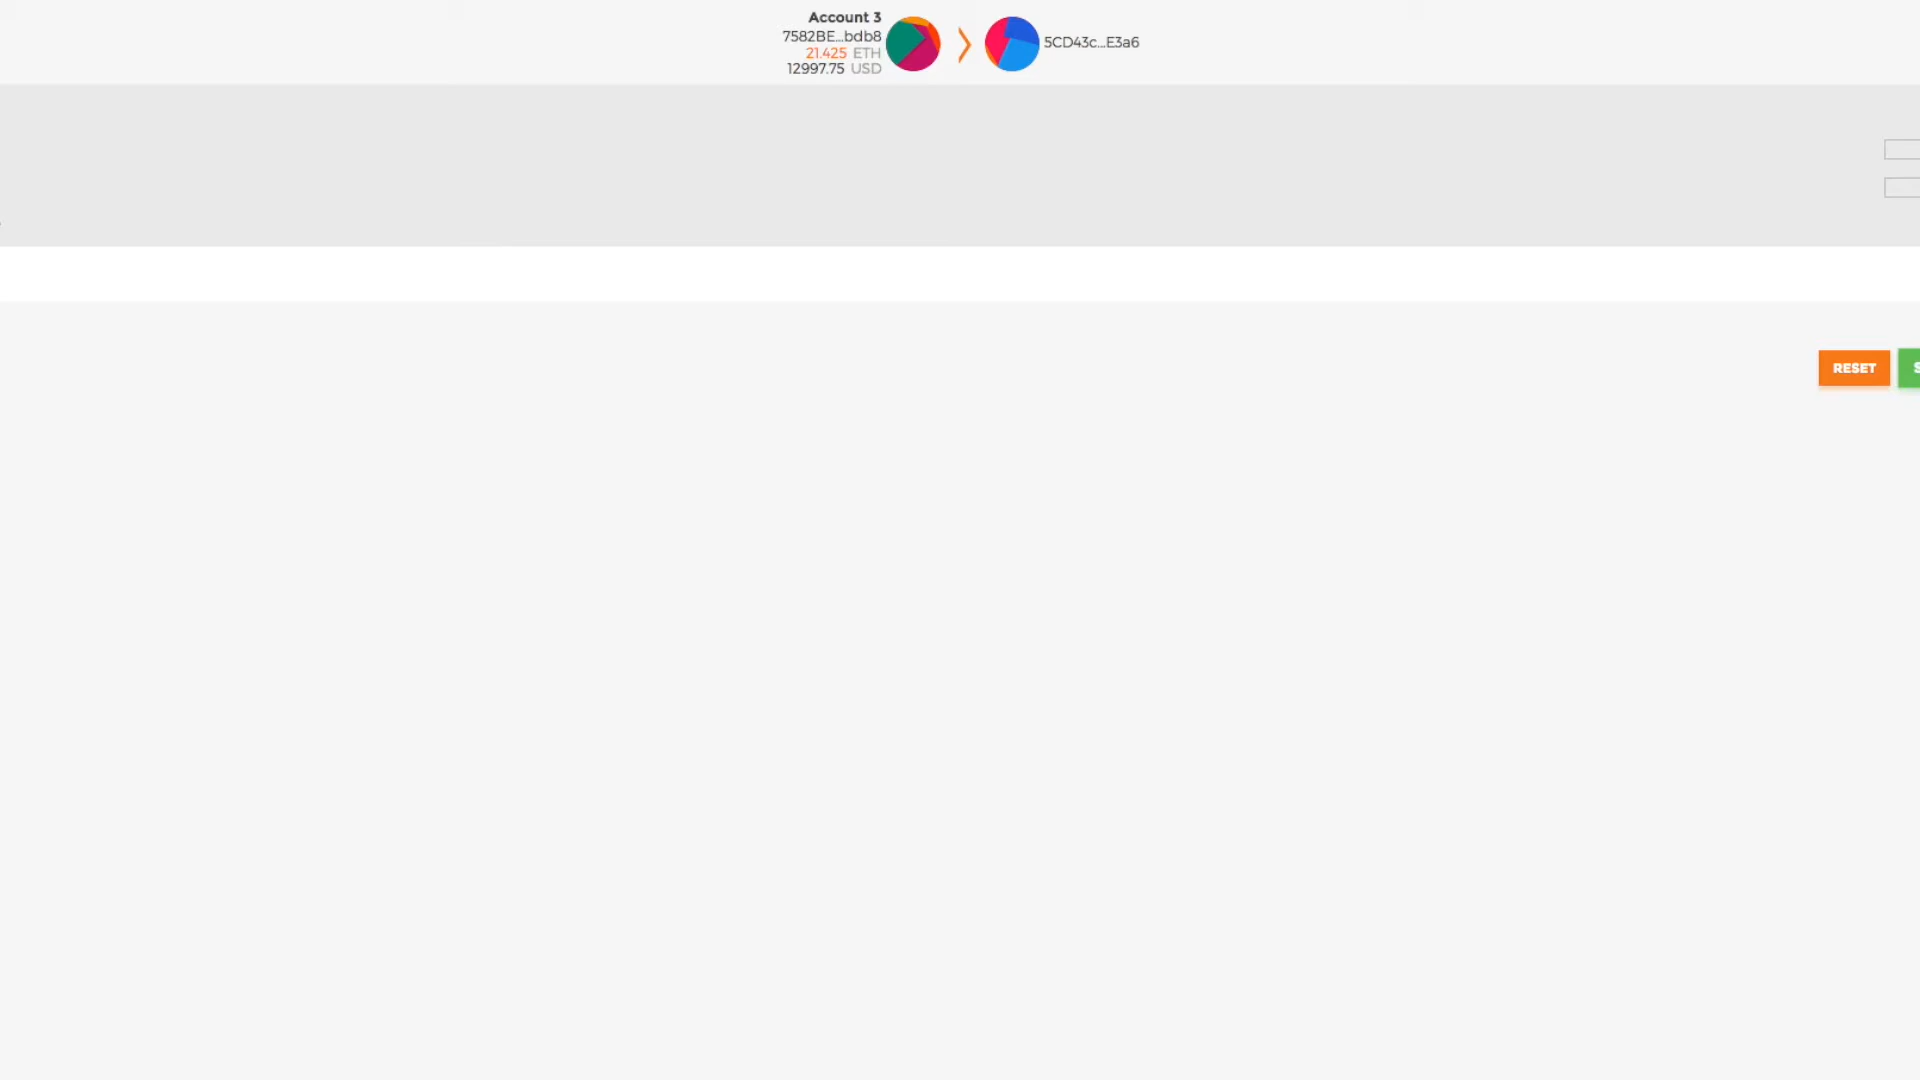 Account 3
7582BE...bdb8
21.425 ETH
12997.75 USD
5CD43c...E3a6
RESET